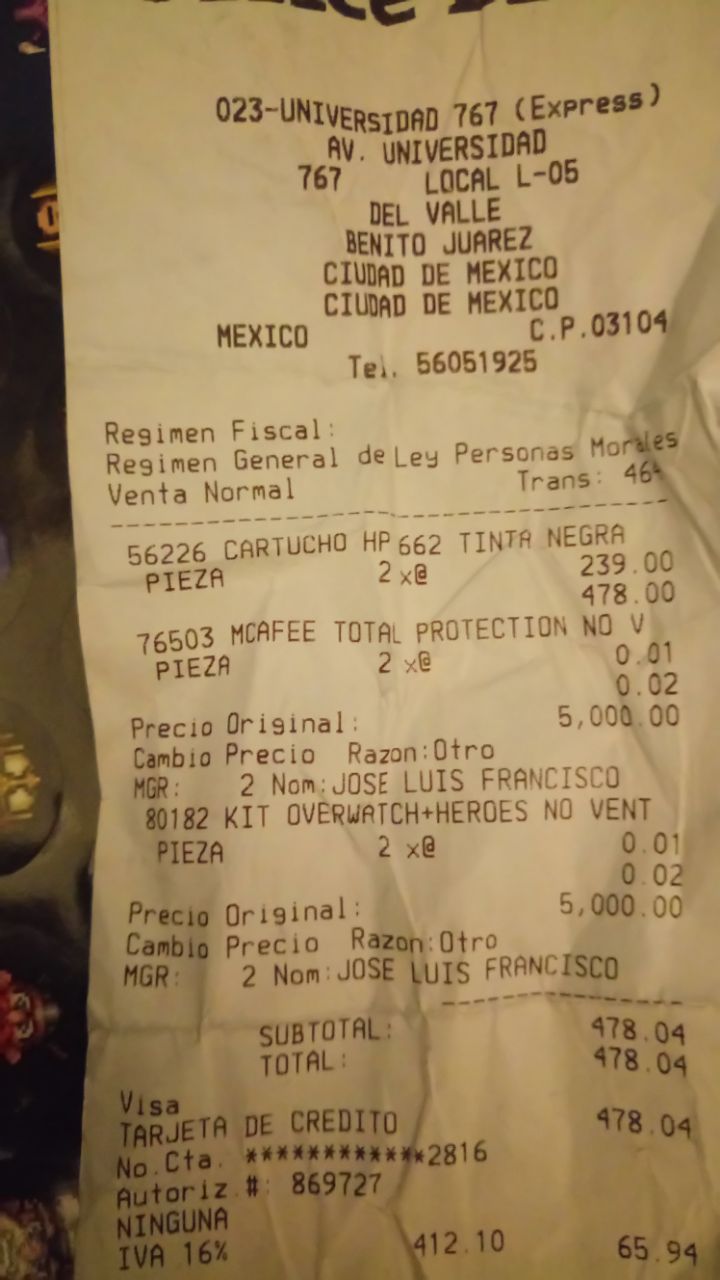 023-UNIVERSIDAD 767 (Express)
AV. UNIVERSIDAD
767 LOCAL L-05
DEL VALLE
BENITO JUAREZ
CIUDAD DE MEXICO
CIUDAD DE MEXICO
MEXICO C.P.03104
Tel. 56051925
Regimen Fiscal:
Regimen General de Ley Personas Morales
Venta Normal Trans:
56226 CARTUCHO HP 662 TINTA NEGRA
PIEZA 2 x@ 239.00
478.00
76503 MCAFEE TOTAL PROTECTION NO V
PIEZA 2 x@ 0.01
0.02
Precio Original: 5,000.00
Cambio Precio Razon:Otro
MGR: 2 Nom:JOSE LUIS FRANCISCO
80182 KIT OVERWATCH+HEROES NO VENT
PIEZA 2 x@ 0.01
0.02
Precio Original: 5,000.00
Cambio Precio Razon:Otro
MGR: 2 Nom:JOSE LUIS FRANCISCO
SUBTOTAL: 478.04
TOTAL: 478.04
Visa
TARJETA DE CREDITO 478.04
No.Cta. ************2816
Autoriz.#: 869727
NINGUNA
IVA 16% 412.10 65.94